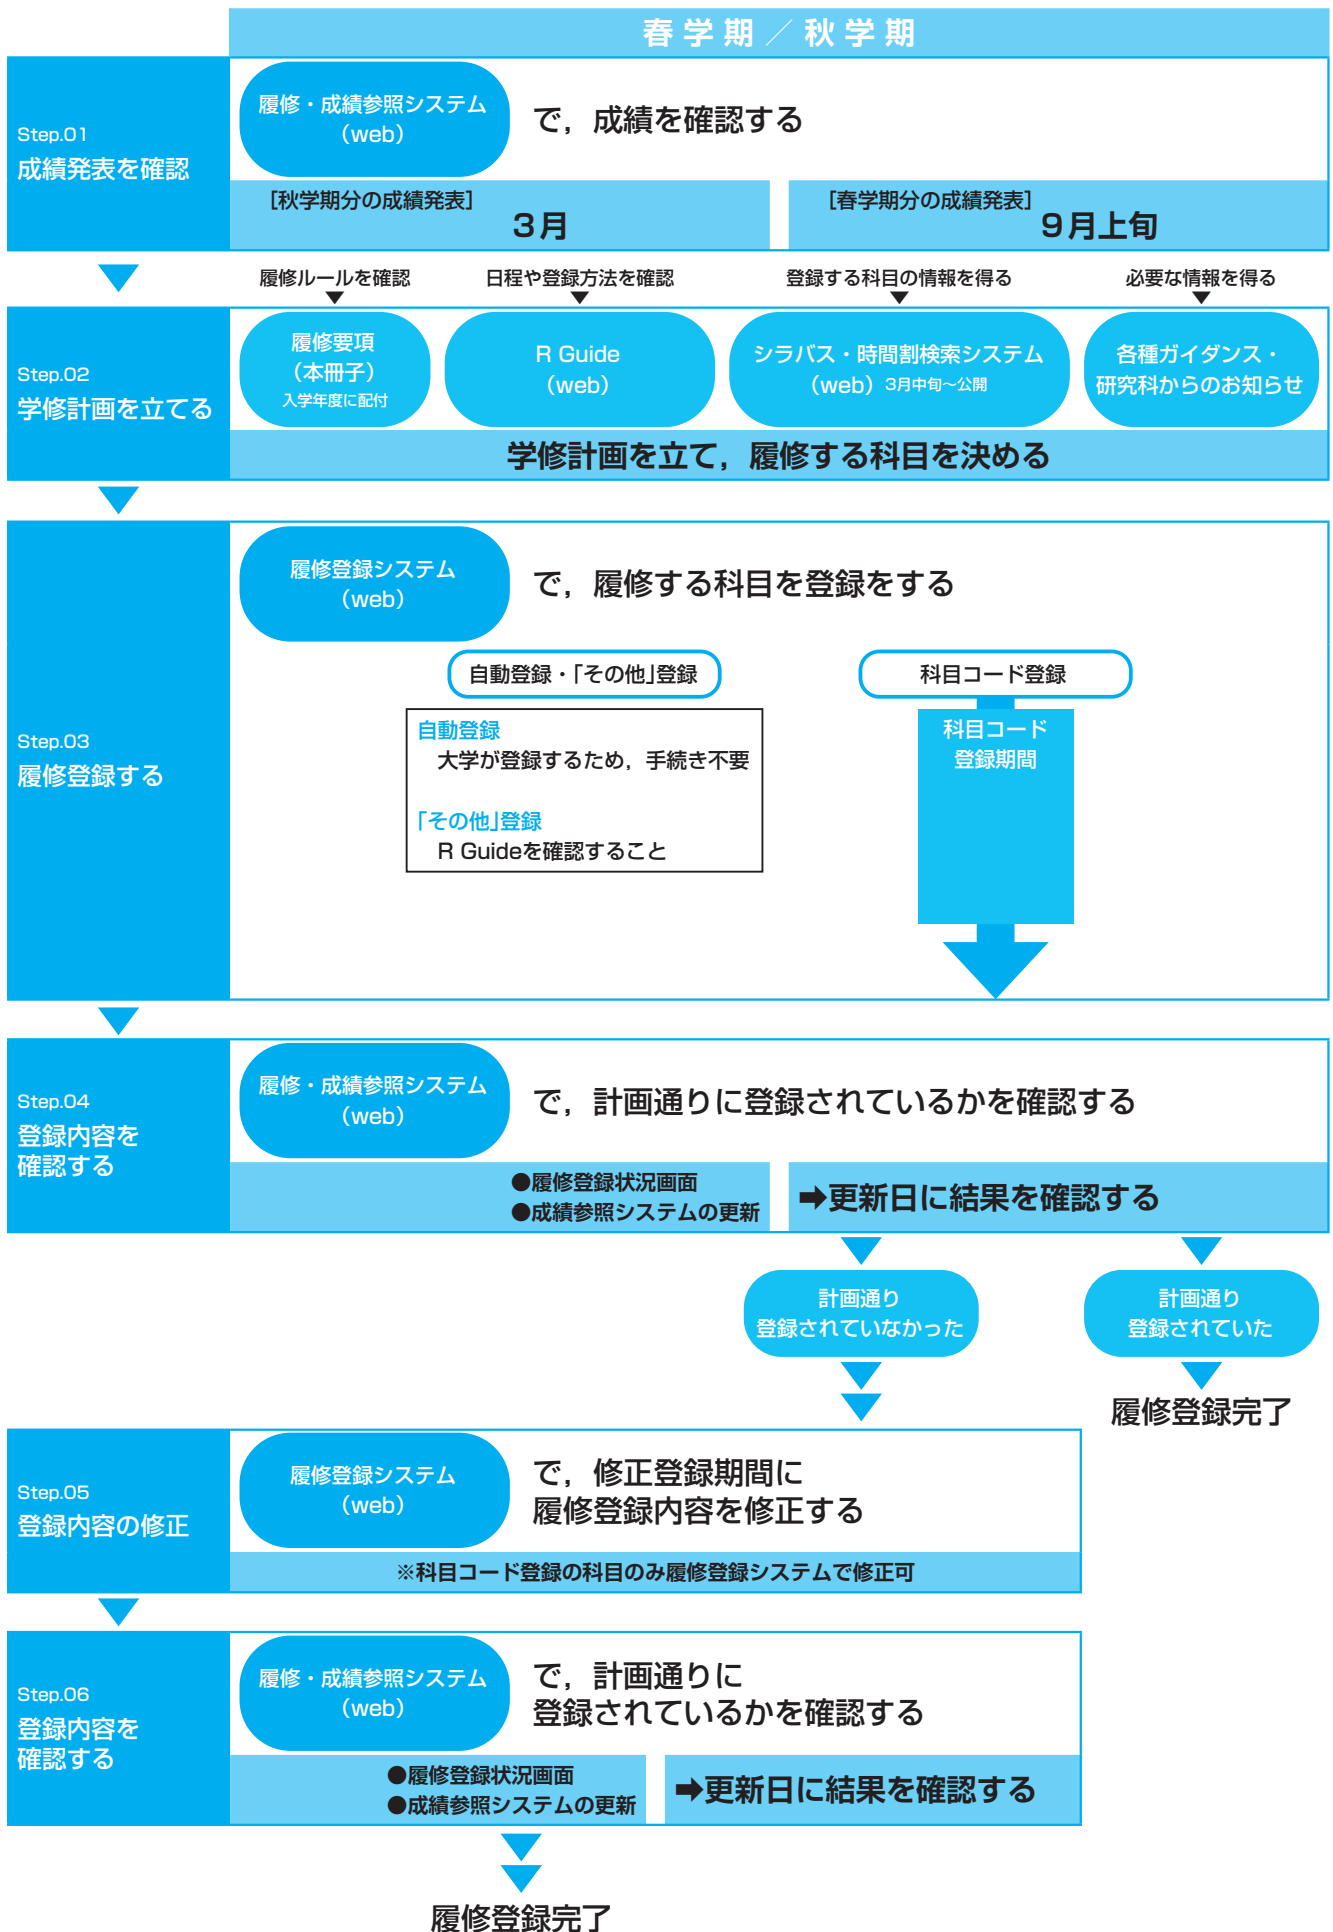 春学期／秋学期
Step.01
成績発表を確認
履修・成績参照システム
（web）
で，成績を確認する
［秋学期分の成績発表］
3月
［春学期分の成績発表］
9月上旬
履修ルールを確認
日程や登録方法を確認
登録する科目の情報を得る
必要な情報を得る
Step.02
学修計画を立てる
履修要項
（本冊子）
入学年度に配付
R Guide
（web）
シラバス・時間割検索システム
（web）3月中旬～公開
各種ガイダンス・
研究科からのお知らせ
学修計画を立て，履修する科目を決める
Step.03
履修登録する
履修登録システム
（web）
で，履修する科目を登録をする
自動登録・「その他」登録
自動登録
大学が登録するため，手続き不要
「その他」登録
R Guideを確認すること
科目コード登録
科目コード
登録期間
Step.04
登録内容を
確認する
履修・成績参照システム
（web）
で，計画通りに登録されているかを確認する
●履修登録状況画面
●成績参照システムの更新
➡更新日に結果を確認する
計画通り
登録されていなかった
計画通り
登録されていた
履修登録完了
Step.05
登録内容の修正
履修登録システム
（web）
で，修正登録期間に
履修登録内容を修正する
※科目コード登録の科目のみ履修登録システムで修正可
Step.06
登録内容を
確認する
履修・成績参照システム
（web）
で，計画通りに
登録されているかを確認する
●履修登録状況画面
●成績参照システムの更新
➡更新日に結果を確認する
履修登録完了